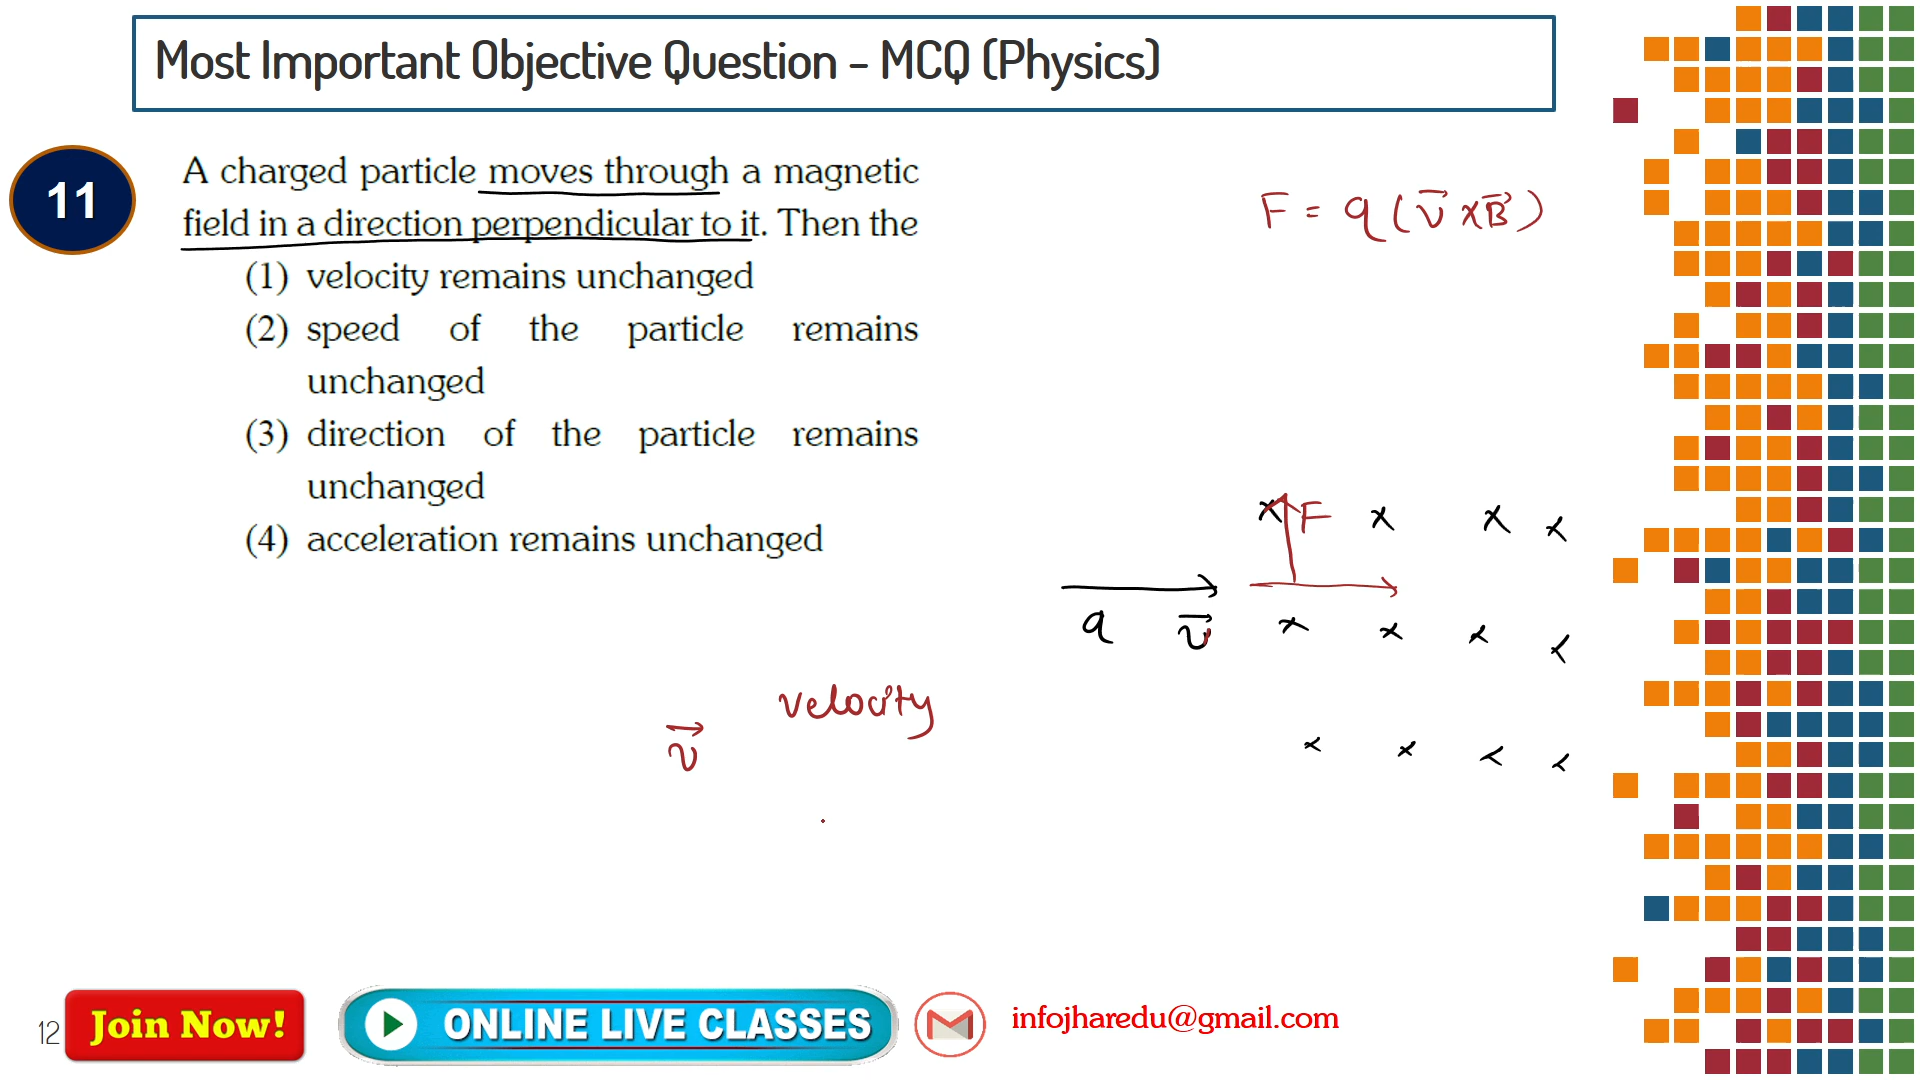 Most Important Objective Question - MCQ (Physics)
11
A charged particle moves through a magnetic
field in a direction perpendicular to it. Then the
(1) velocity remains unchanged
(2) speed of the particle remains
unchanged
(3) direction of the particle remains
unchanged
(4) acceleration remains unchanged
F = q (v⃗ × B⃗)
x F x x x
q v⃗ x x x x
velocity
v⃗
x x x x
12 Join Now! ONLINE LIVE CLASSES infojharedu@gmail.com